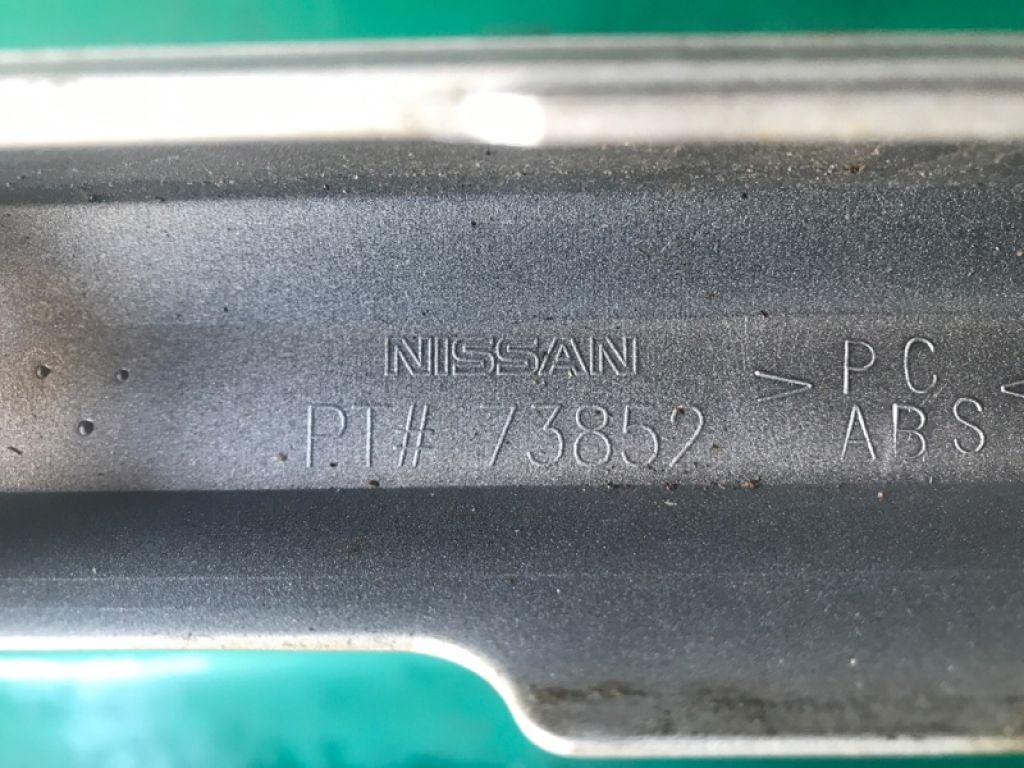 NISSAN
PT# 73852
>PC<
ABS